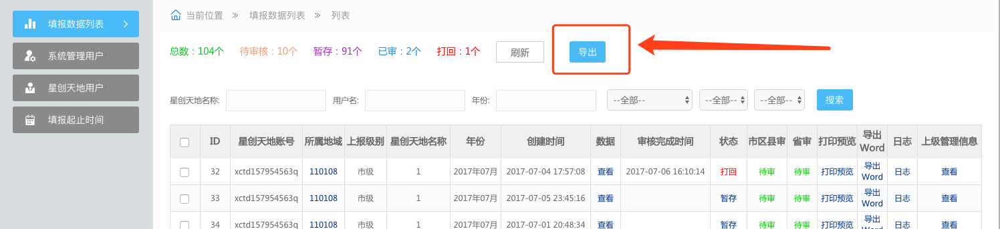 填报数据列表
系统管理用户
星创天地用户
填报起止时间
当前位置 » 填报数据列表 » 列表
总数：104个 待审核：10个 暂存：91个 已审：2个 打回：1个 刷新 导出
星创天地名称: 用户名: 年份: --全部-- --全部-- --全部-- 搜索
ID 星创天地账号 所属地域 上报级别 星创天地名称 年份 创建时间 数据 审核完成时间 状态 市区县审 省审 打印预览 导出Word 日志 上级管理信息
32 xctd157954563q 110108 市级 1 2017年07月 2017-07-04 17:57:08 查看 2017-07-06 16:10:14 打回 待审 待审 打印预览 导出Word 日志 查看
33 xctd157954563q 110108 市级 1 2017年07月 2017-07-05 23:45:16 查看 暂存 待审 待审 打印预览 导出Word 日志 查看
34 xctd157954563q 110108 市级 1 2017年07月 2017-07-01 20:48:34 查看 暂存 待审 待审 打印预览 导出Word 日志 查看